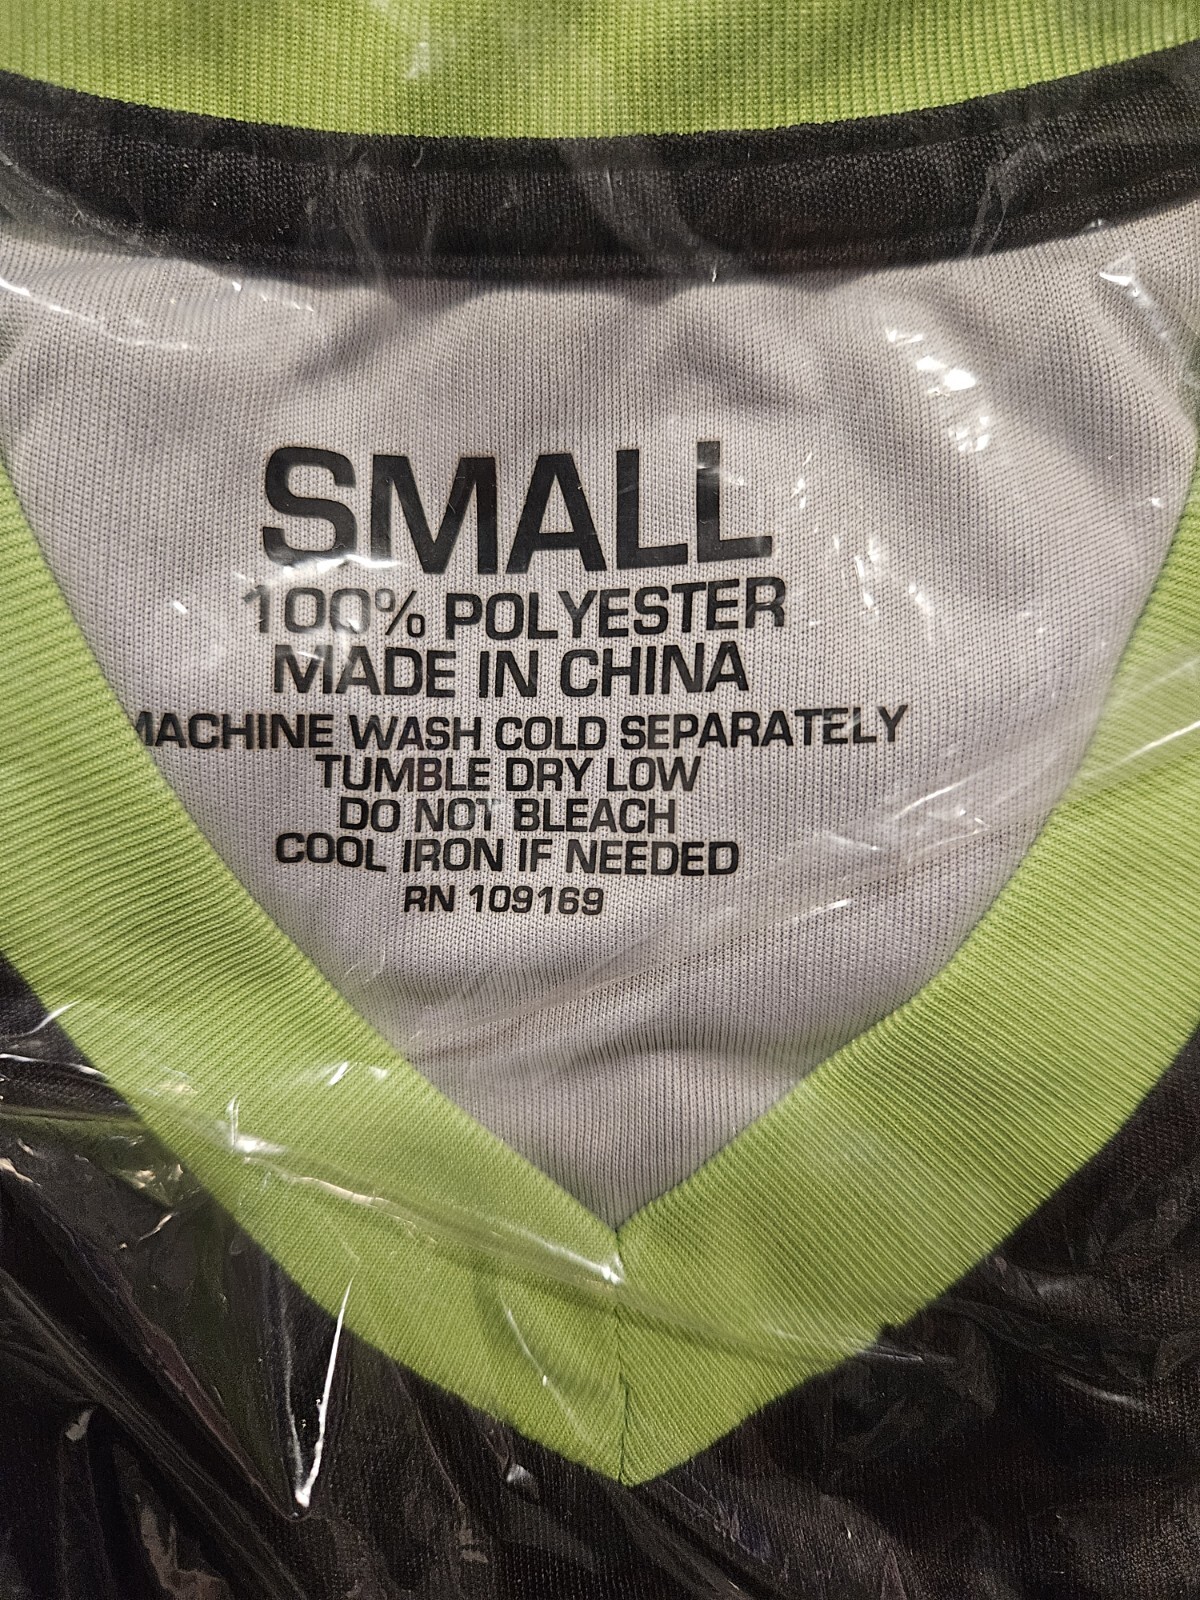 SMALL
100% POLYESTER
MADE IN CHINA
MACHINE WASH COLD SEPARATELY
TUMBLE DRY LOW
DO NOT BLEACH
COOL IRON IF NEEDED
RN 109169